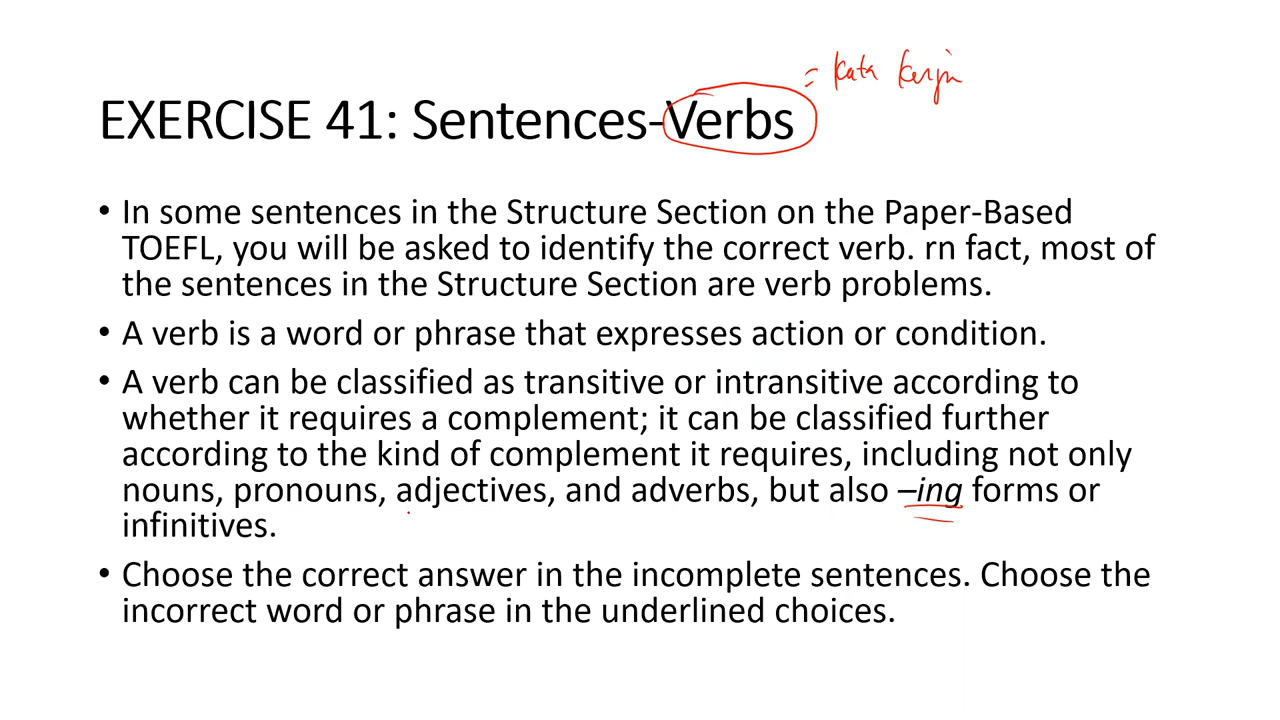 = kata kerja
EXERCISE 41: Sentences-Verbs
• In some sentences in the Structure Section on the Paper-Based
TOEFL, you will be asked to identify the correct verb. rn fact, most of
the sentences in the Structure Section are verb problems.
• A verb is a word or phrase that expresses action or condition.
• A verb can be classified as transitive or intransitive according to
whether it requires a complement; it can be classified further
according to the kind of complement it requires, including not only
nouns, pronouns, adjectives, and adverbs, but also –ing forms or
infinitives.
• Choose the correct answer in the incomplete sentences. Choose the
incorrect word or phrase in the underlined choices.